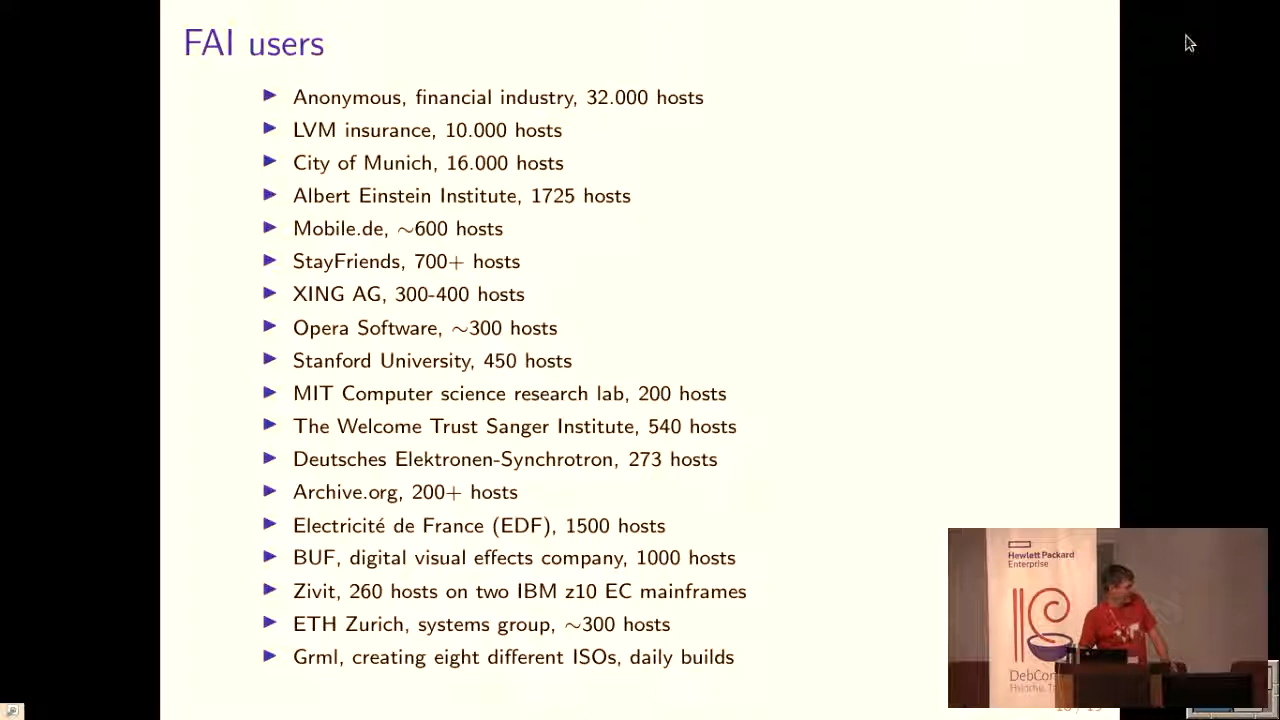 FAI users
Anonymous, financial industry, 32.000 hosts
LVM insurance, 10.000 hosts
City of Munich, 16.000 hosts
Albert Einstein Institute, 1725 hosts
Mobile.de, ~600 hosts
StayFriends, 700+ hosts
XING AG, 300-400 hosts
Opera Software, ~300 hosts
Stanford University, 450 hosts
MIT Computer science research lab, 200 hosts
The Welcome Trust Sanger Institute, 540 hosts
Deutsches Elektronen-Synchrotron, 273 hosts
Archive.org, 200+ hosts
Electricité de France (EDF), 1500 hosts
BUF, digital visual effects company, 1000 hosts
Zivit, 260 hosts on two IBM z10 EC mainframes
ETH Zurich, systems group, ~300 hosts
Grml, creating eight different ISOs, daily builds
Hewlett Packard
Enterprise